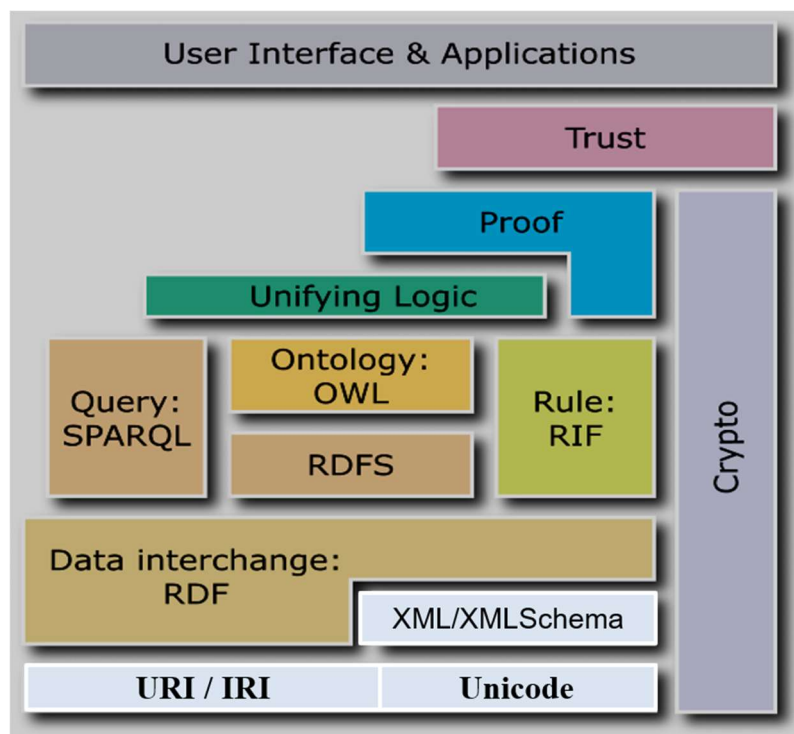 User Interface & Applications
Trust
Proof
Unifying Logic
Query:
SPARQL
Ontology:
OWL
RDFS
Rule:
RIF
Crypto
Data interchange:
RDF
XML/XMLSchema
URI / IRI
Unicode